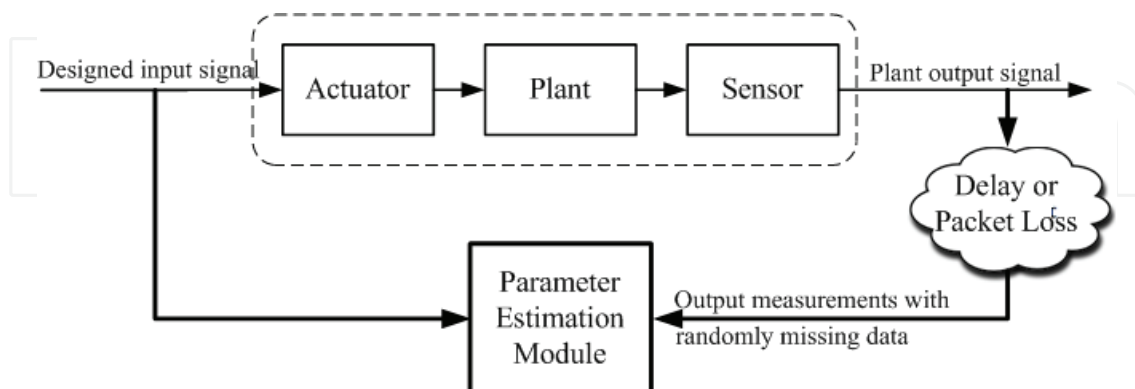 Designed input signal
Actuator
Plant
Sensor
Plant output signal
Delay or
Packet Loss
Parameter
Estimation
Module
Output measurements with
randomly missing data